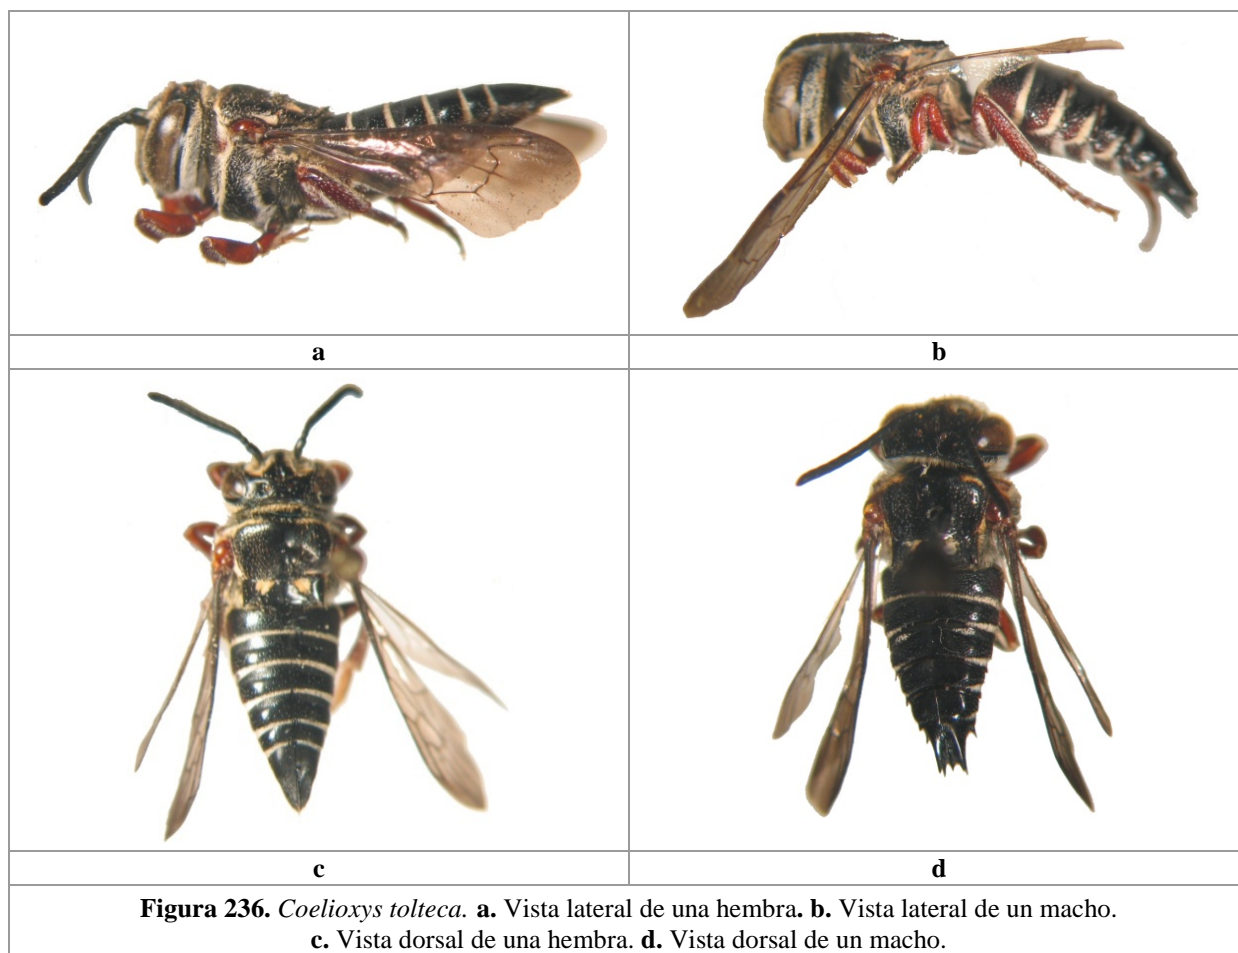 a
b
c
d
Figura 236. Coelioxys tolteca. a. Vista lateral de una hembra. b. Vista lateral de un macho.
c. Vista dorsal de una hembra. d. Vista dorsal de un macho.